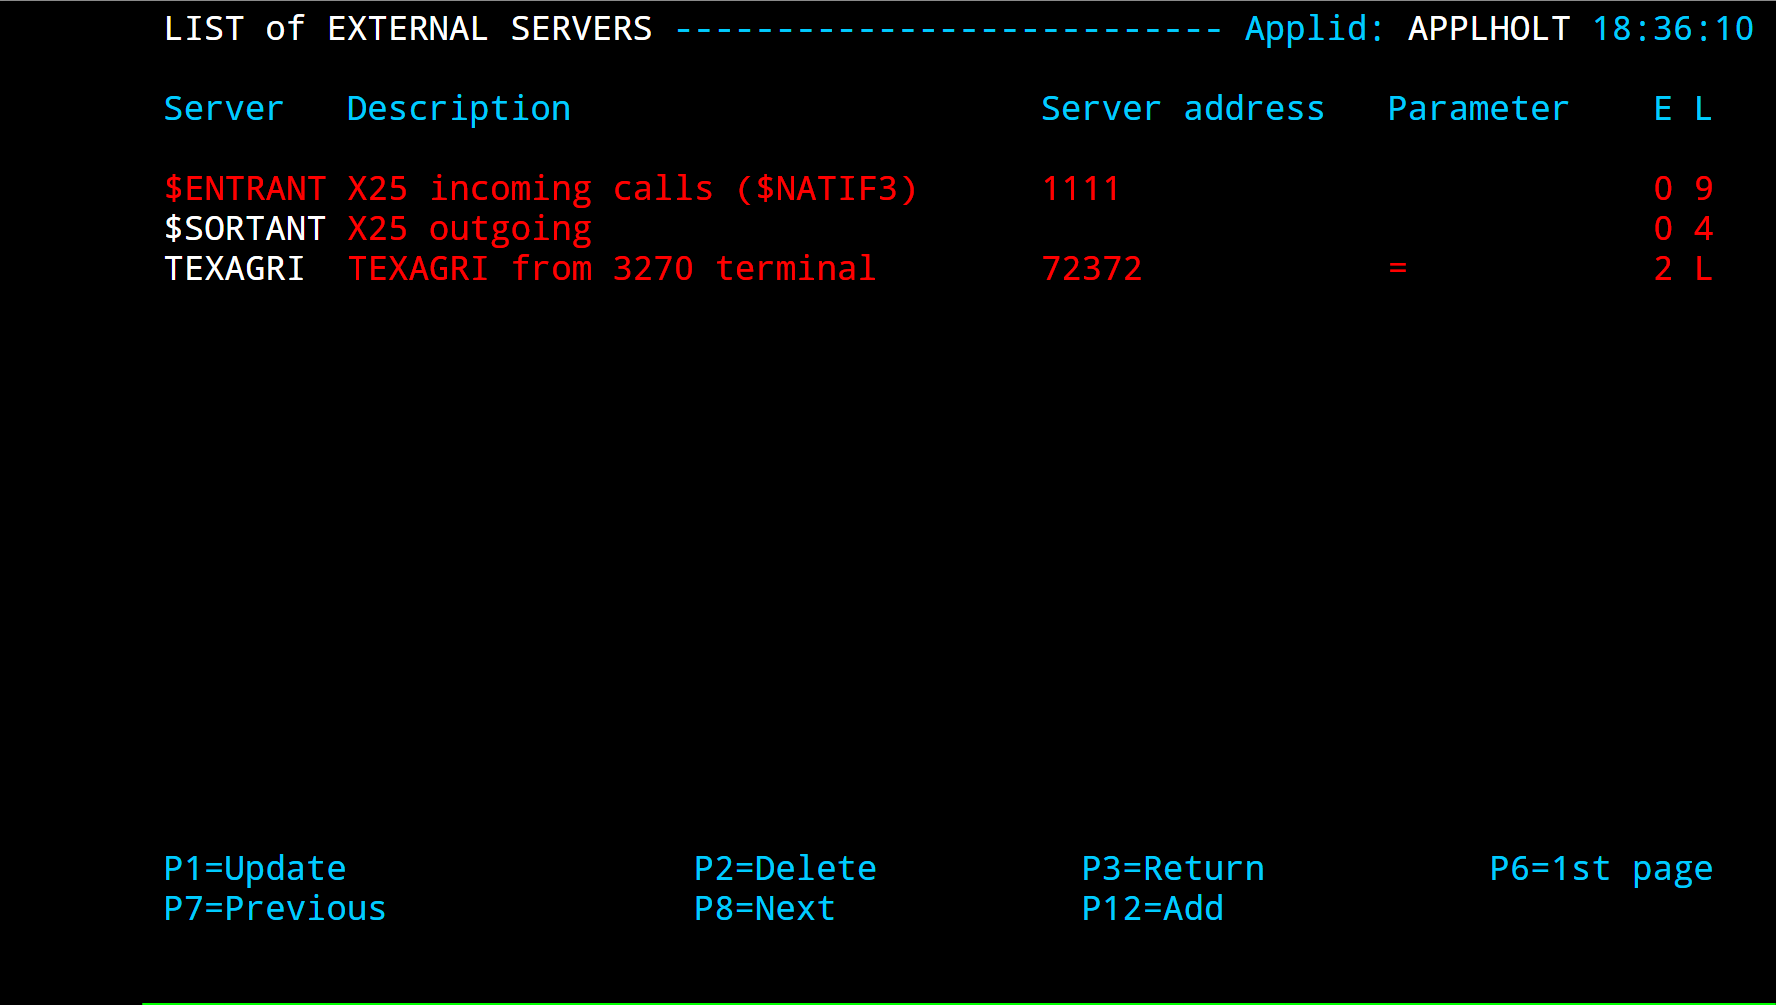 LIST of EXTERNAL SERVERS --------------------------- Applid: APPLHOLT 18:36:10
Server   Description                       Server address   Parameter    E L
$ENTRANT X25 incoming calls ($NATIF3)      1111                          0 9
$SORTANT X25 outgoing                                                    0 4
TEXAGRI  TEXAGRI from 3270 terminal        72372            =            2 L
P1=Update                 P2=Delete          P3=Return           P6=1st page
P7=Previous               P8=Next            P12=Add